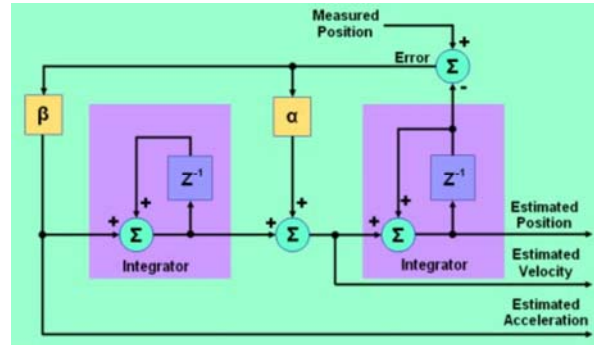 Measured
Position
+
Error
Σ
-
β
α
Z⁻¹
Z⁻¹
+
+
+
+
Σ
+
Σ
+
Σ
Integrator
Integrator
Estimated
Position
Estimated
Velocity
Estimated
Acceleration